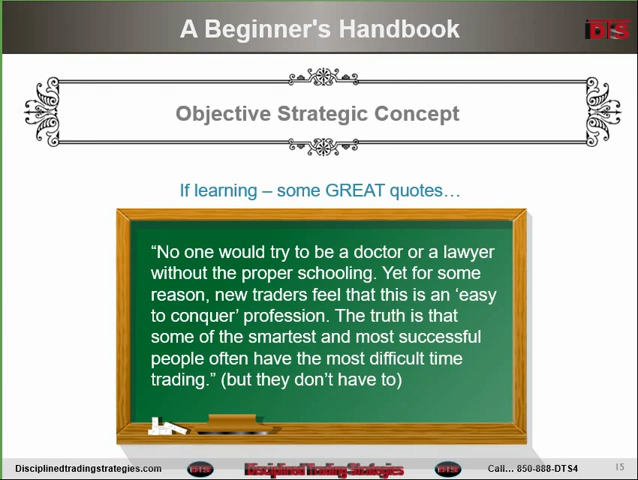 A Beginner's Handbook
DTS
Objective Strategic Concept
If learning – some GREAT quotes…
“No one would try to be a doctor or a lawyer
without the proper schooling. Yet for some
reason, new traders feel that this is an ‘easy
to conquer’ profession. The truth is that
some of the smartest and most successful
people often have the most difficult time
trading.” (but they don’t have to)
Disciplinedtradingstrategies.com
DTS
Disciplined Trading Strategies
DTS
Call… 850-888-DTS4
15